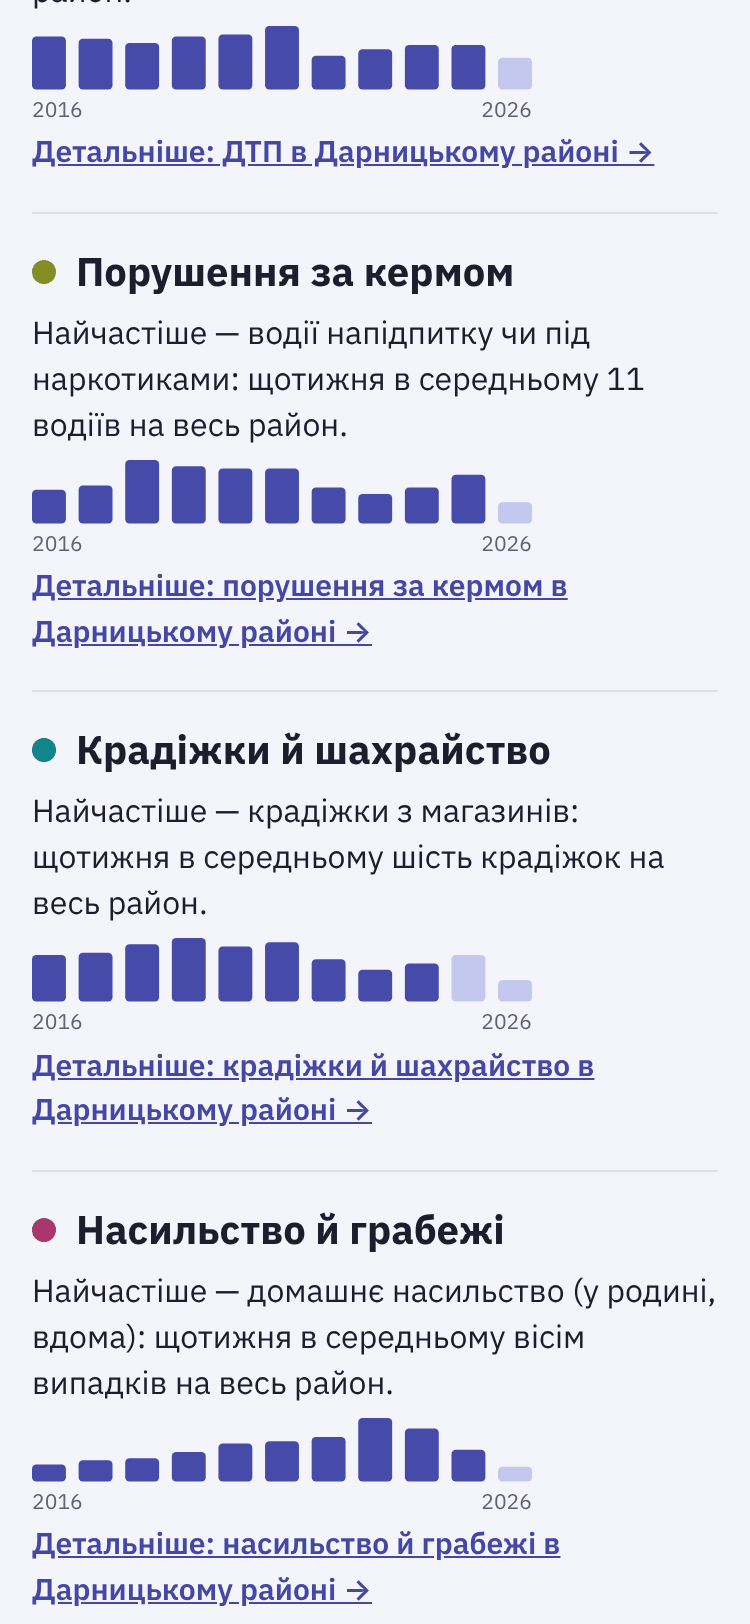 район.
2016 2026
Детальніше: ДТП в Дарницькому районі →
Порушення за кермом
Найчастіше — водії напідпитку чи під
наркотиками: щотижня в середньому 11
водіїв на весь район.
2016 2026
Детальніше: порушення за кермом в
Дарницькому районі →
Крадіжки й шахрайство
Найчастіше — крадіжки з магазинів:
щотижня в середньому шість крадіжок на
весь район.
2016 2026
Детальніше: крадіжки й шахрайство в
Дарницькому районі →
Насильство й грабежі
Найчастіше — домашнє насильство (у родині,
вдома): щотижня в середньому вісім
випадків на весь район.
2016 2026
Детальніше: насильство й грабежі в
Дарницькому районі →